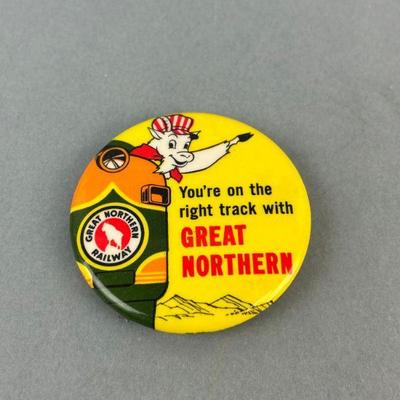 You're on the
right track with
GREAT
NORTHERN
GREAT NORTHERN
RAILWAY